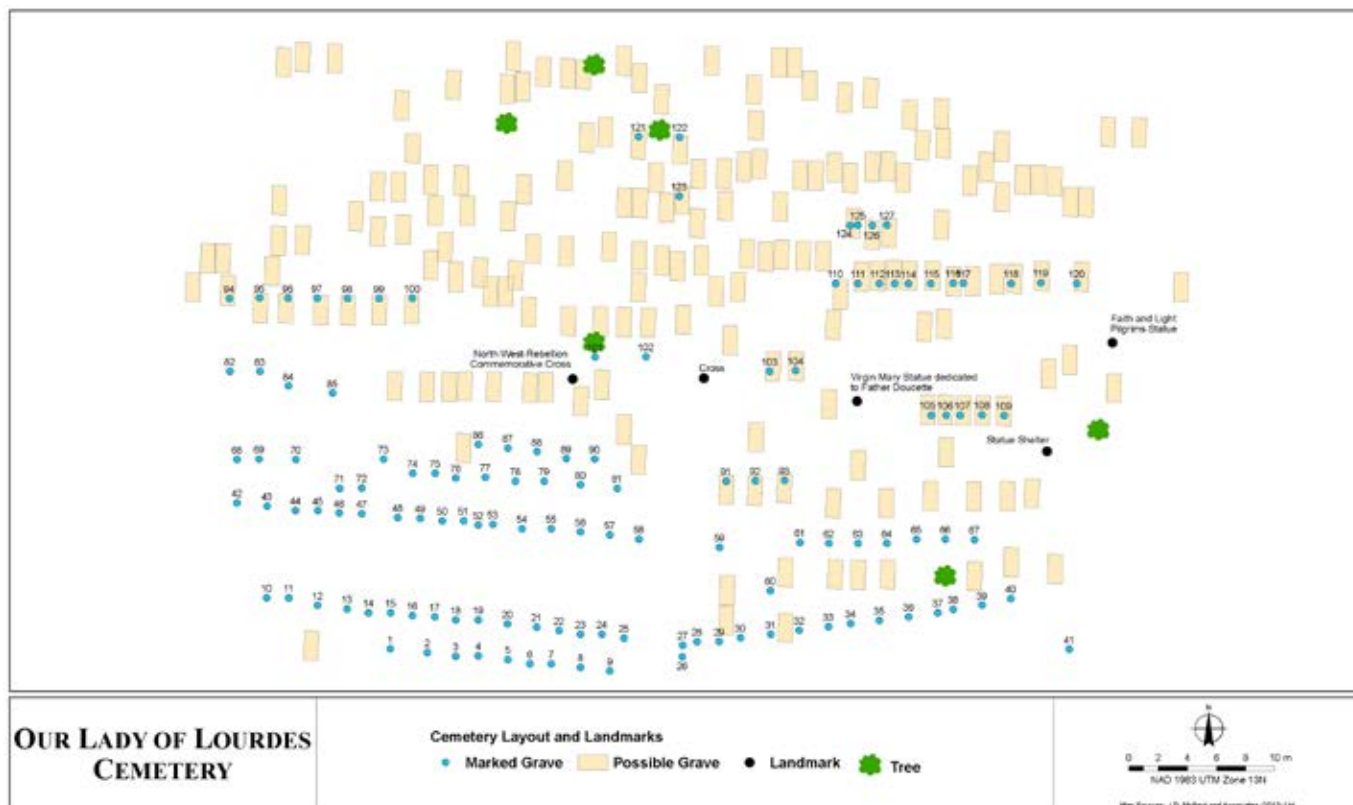 121 122
123
125 127
124 126
110 111 112 113 114 115 116 117 118 119 120
94 95 96 97 98 99 100
Faith and Light
Pilgrims Statue
102
North West Rebellion
Commemorative Cross
Cross
103 104
82 83
84
85
Virgin Mary Statue dedicated
to Father Doucette
105 106 107 108 109
Statue Shelter
86 87 88 89 90
68 69 70 73
74 75 76 77 78 79 80 81
71 72
91 92 93
42 43 44 45 46 47 48 49 50 51 52 53 54 55 56 57 58
59 61 62 63 64 65 66 67
60
10 11 12 13 14 15 16 17 18 19 20 21 22 23 24 25
27 28 29 30 31 32 33 34 35 36 37 38 39 40
26
1 2 3 4 5 6 7 8 9
41
OUR LADY OF LOURDES
CEMETERY
Cemetery Layout and Landmarks
Marked Grave Possible Grave Landmark Tree
N
0 2 4 6 8 10 m
NAD 1983 UTM Zone 13N